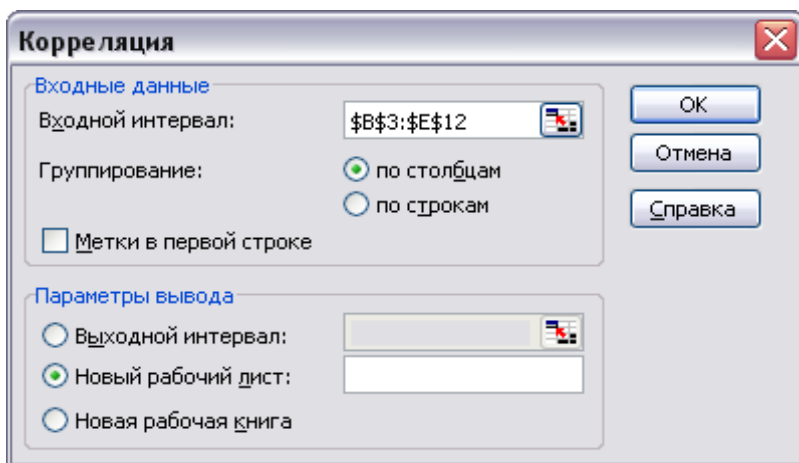 Корреляция
Входные данные
Входной интервал: $B$3:$E$12
Группирование: по столбцам
по строкам
Метки в первой строке
OK
Отмена
Справка
Параметры вывода
Выходной интервал:
Новый рабочий лист:
Новая рабочая книга